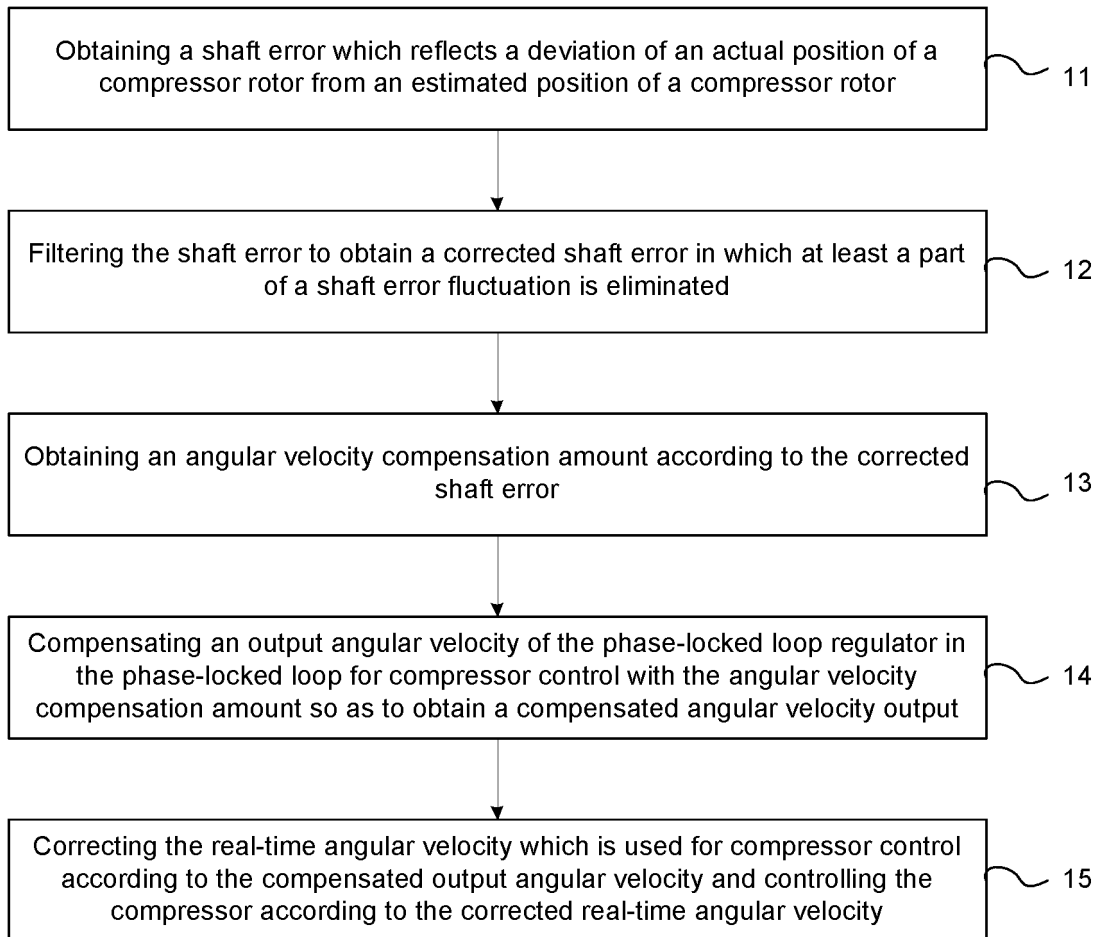 Obtaining a shaft error which reflects a deviation of an actual position of a
compressor rotor from an estimated position of a compressor rotor
11
Filtering the shaft error to obtain a corrected shaft error in which at least a part
of a shaft error fluctuation is eliminated
12
Obtaining an angular velocity compensation amount according to the corrected
shaft error
13
Compensating an output angular velocity of the phase-locked loop regulator in
the phase-locked loop for compressor control with the angular velocity
compensation amount so as to obtain a compensated angular velocity output
14
Correcting the real-time angular velocity which is used for compressor control
according to the compensated output angular velocity and controlling the
compressor according to the corrected real-time angular velocity
15